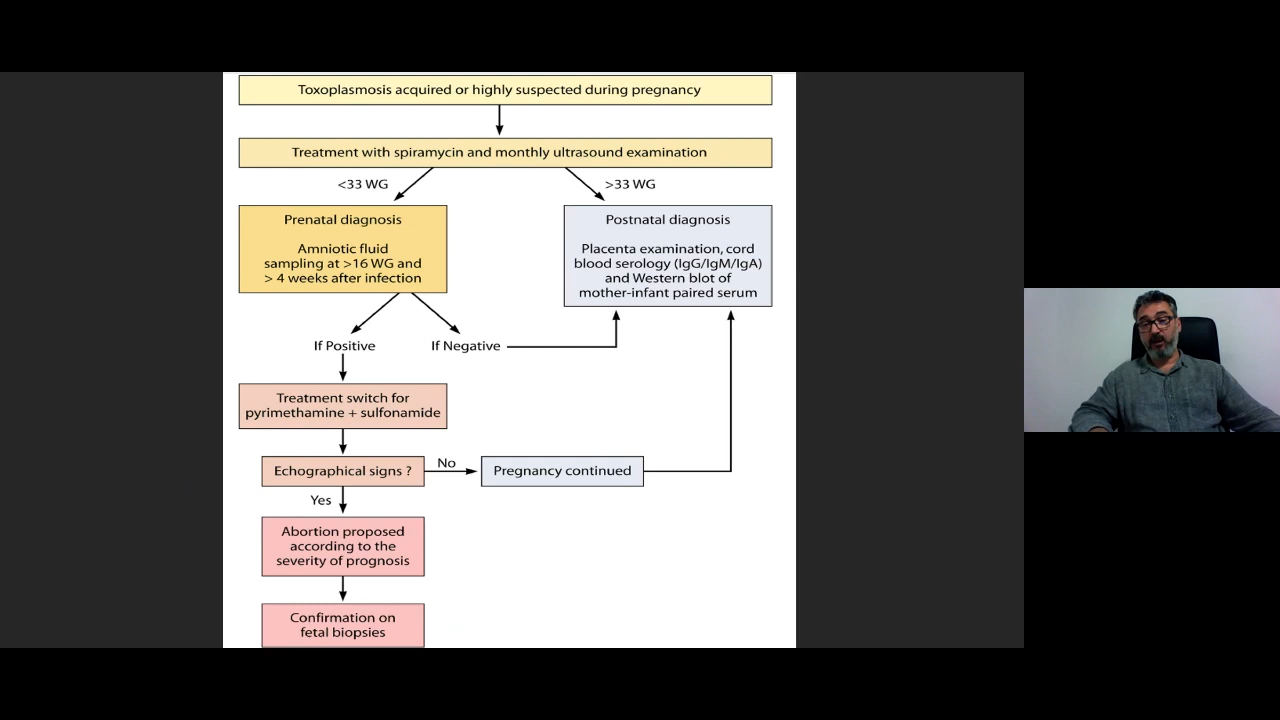 Toxoplasmosis acquired or highly suspected during pregnancy
Treatment with spiramycin and monthly ultrasound examination
<33 WG
>33 WG
Prenatal diagnosis
Amniotic fluid
sampling at >16 WG and
> 4 weeks after infection
Postnatal diagnosis
Placenta examination, cord
blood serology (IgG/IgM/IgA)
and Western blot of
mother-infant paired serum
If Positive
If Negative
Treatment switch for
pyrimethamine + sulfonamide
Echographical signs ?
No
Pregnancy continued
Yes
Abortion proposed
according to the
severity of prognosis
Confirmation on
fetal biopsies